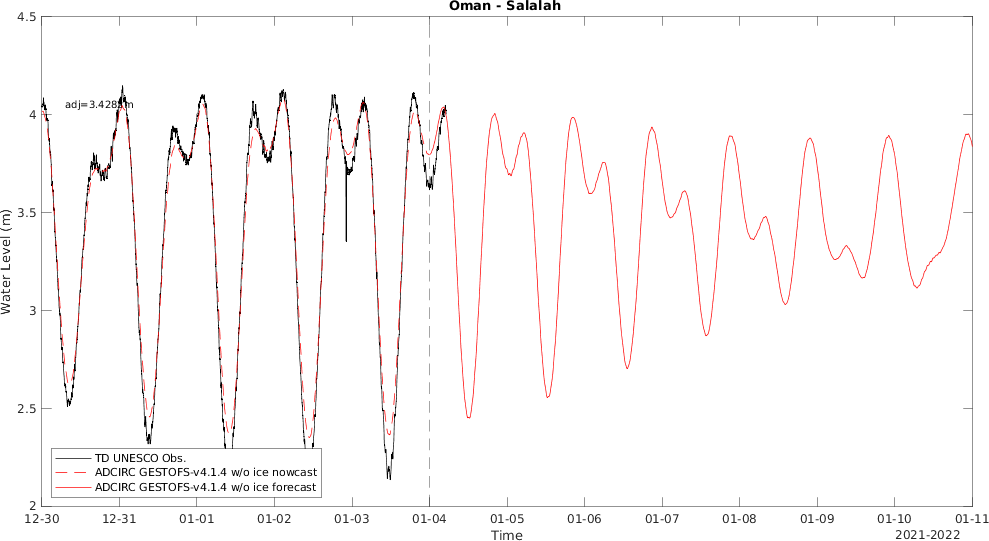 Oman - Salalah
4.5
4
3.5
3
2.5
2
Water Level (m)
adj=3.4283m
TD UNESCO Obs.
ADCIRC GESTOFS-v4.1.4 w/o ice nowcast
ADCIRC GESTOFS-v4.1.4 w/o ice forecast
12-30 12-31 01-01 01-02 01-03 01-04 01-05 01-06 01-07 01-08 01-09 01-10 01-11
Time
2021-2022